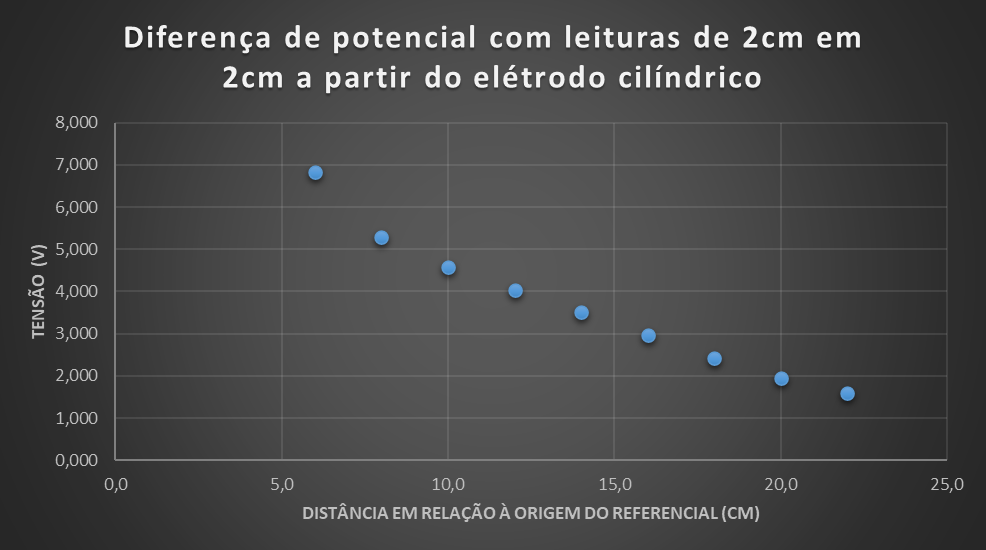 Diferença de potencial com leituras de 2cm em
2cm a partir do elétrodo cilíndrico
8,000
7,000
6,000
5,000
4,000
3,000
2,000
1,000
0,000
TENSÃO (V)
0,0 5,0 10,0 15,0 20,0 25,0
DISTÂNCIA EM RELAÇÃO À ORIGEM DO REFERENCIAL (CM)